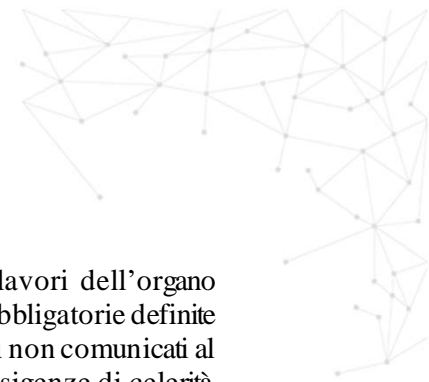 lavori dell'organo
bbligatorie definite
i non comunicati al
sigenze di celerità